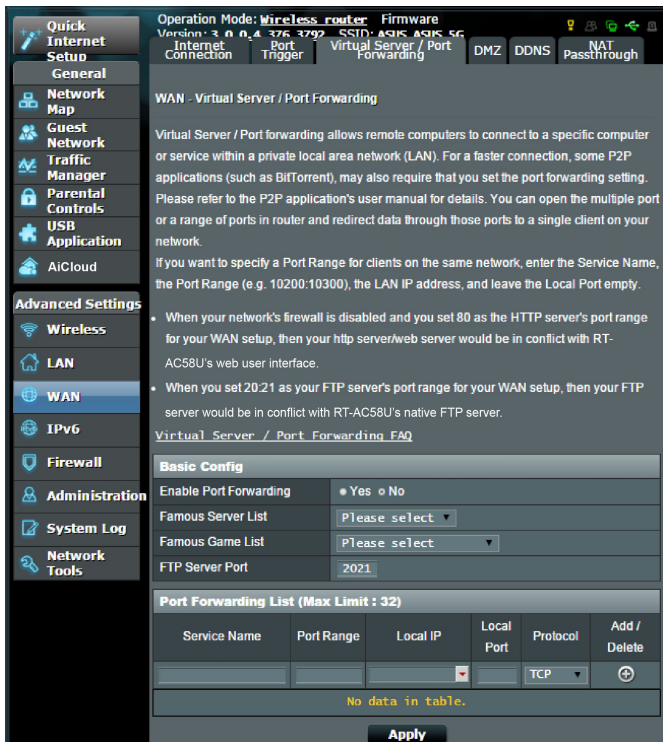 Quick
Internet
Setup
General
Network
Map
Guest
Network
Traffic
Manager
Parental
Controls
USB
Application
AiCloud
Advanced Settings
Wireless
LAN
WAN
IPv6
Firewall
Administration
System Log
Network
Tools
Operation Mode: Wireless router Firmware
Version: 3.0.0.4.376.3792 SSID: ASUS ASUS_5G
Internet
Connection
Port
Trigger
Virtual Server / Port
Forwarding
DMZ
DDNS
NAT
Passthrough
WAN - Virtual Server / Port Forwarding
Virtual Server / Port forwarding allows remote computers to connect to a specific computer
or service within a private local area network (LAN). For a faster connection, some P2P
applications (such as BitTorrent), may also require that you set the port forwarding setting.
Please refer to the P2P application's user manual for details. You can open the multiple port
or a range of ports in router and redirect data through those ports to a single client on your
network.
If you want to specify a Port Range for clients on the same network, enter the Service Name,
the Port Range (e.g. 10200:10300), the LAN IP address, and leave the Local Port empty.
• When your network's firewall is disabled and you set 80 as the HTTP server's port range
for your WAN setup, then your http server/web server would be in conflict with RT-
AC58U's web user interface.
• When you set 20:21 as your FTP server's port range for your WAN setup, then your FTP
server would be in conflict with RT-AC58U's native FTP server.
Virtual Server / Port Forwarding FAQ
Basic Config
Enable Port Forwarding Yes No
Famous Server List Please select
Famous Game List Please select
FTP Server Port 2021
Port Forwarding List (Max Limit : 32)
Service Name Port Range Local IP Local Port Protocol Add / Delete
TCP
No data in table.
Apply